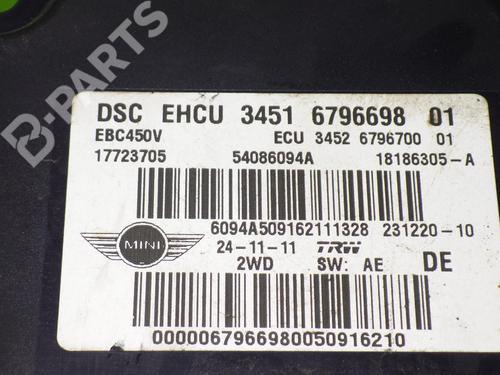 B-PARTS
DSC EHCU 3451 6796698 01
EBC450V ECU 3452 6796700 01
17723705 54086094A 18186305-A
6094A509162111328 231220-10
MINI 24-11-11 TRW
2WD SW: AE DE
0000067966980050916210